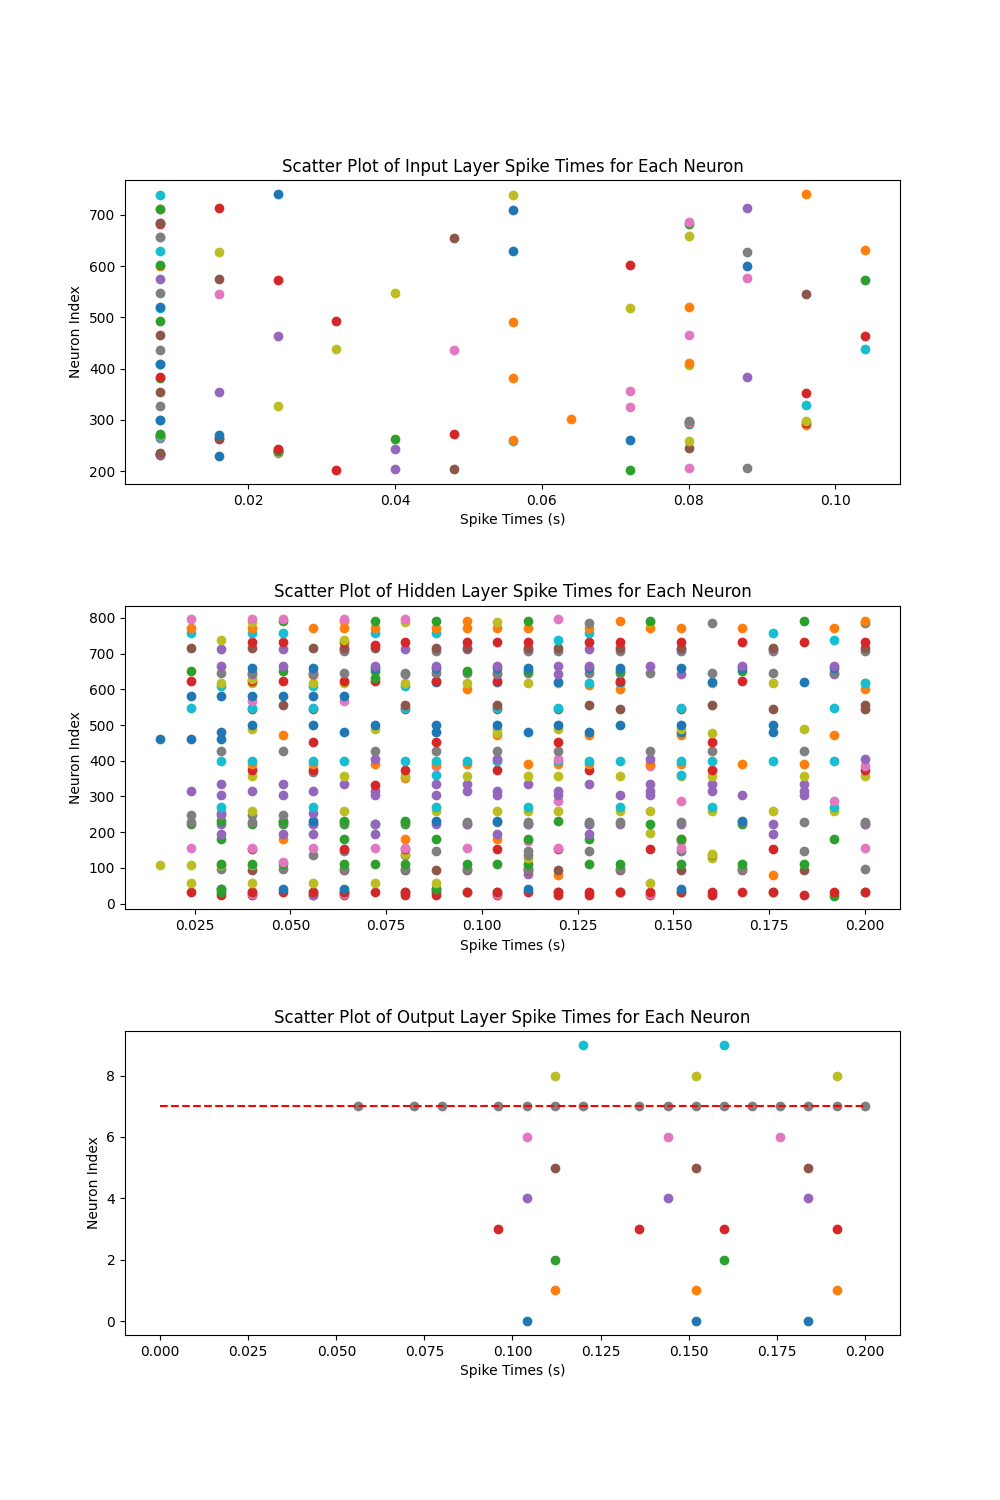 Scatter Plot of Input Layer Spike Times for Each Neuron
Neuron Index
700
600
500
400
300
200
0.02 0.04 0.06 0.08 0.10
Spike Times (s)
Scatter Plot of Hidden Layer Spike Times for Each Neuron
Neuron Index
800
700
600
500
400
300
200
100
0
0.025 0.050 0.075 0.100 0.125 0.150 0.175 0.200
Spike Times (s)
Scatter Plot of Output Layer Spike Times for Each Neuron
Neuron Index
8
6
4
2
0
0.000 0.025 0.050 0.075 0.100 0.125 0.150 0.175 0.200
Spike Times (s)